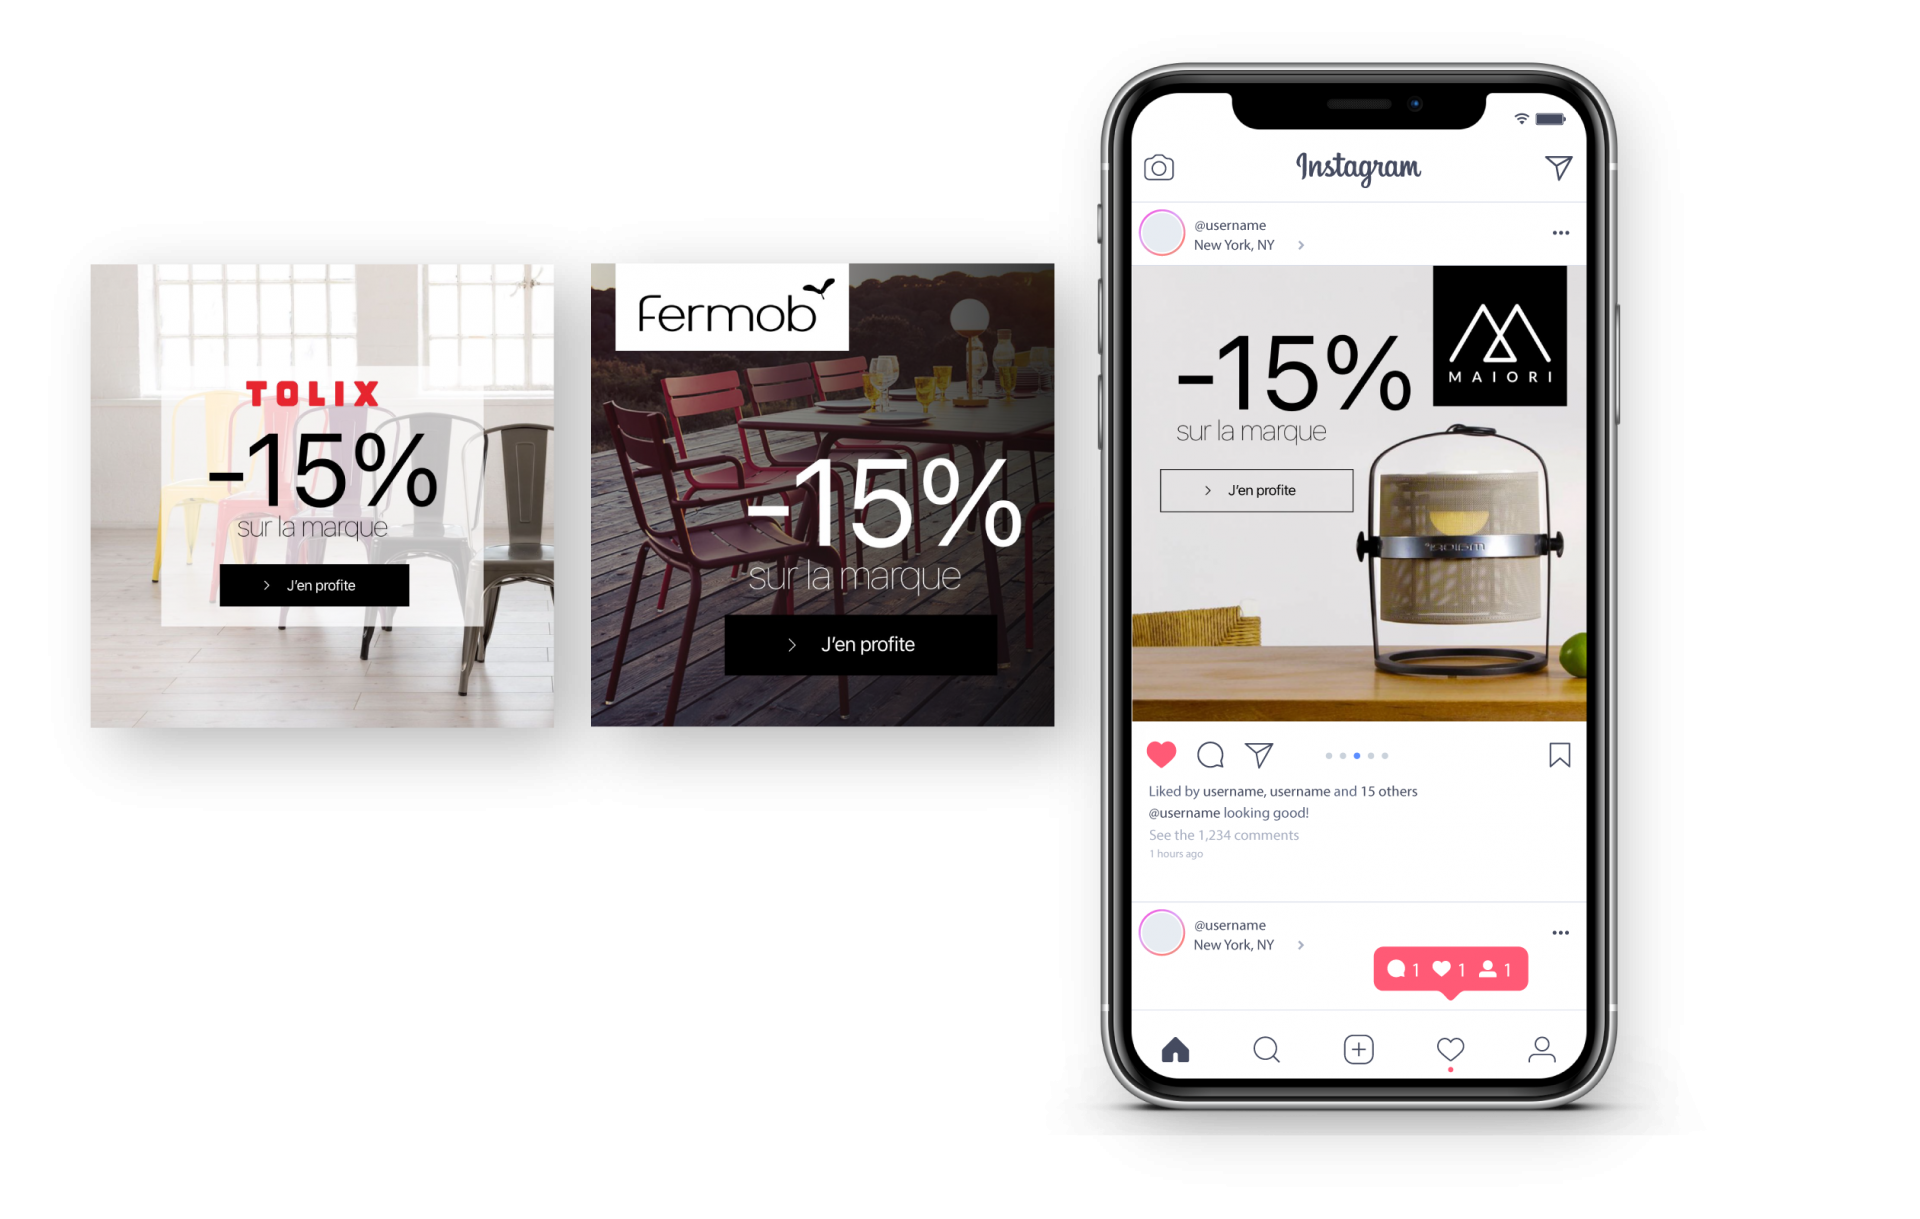 TOLIX
-15%
sur la marque
J'en profite
Fermob
-15%
sur la marque
J'en profite
Instagram
@username
New York, NY
MAIORI
-15%
sur la marque
J'en profite
maiori
Liked by username, username and 15 others
@username looking good!
See the 1,234 comments
1 hours ago
@username
New York, NY
1 1 1